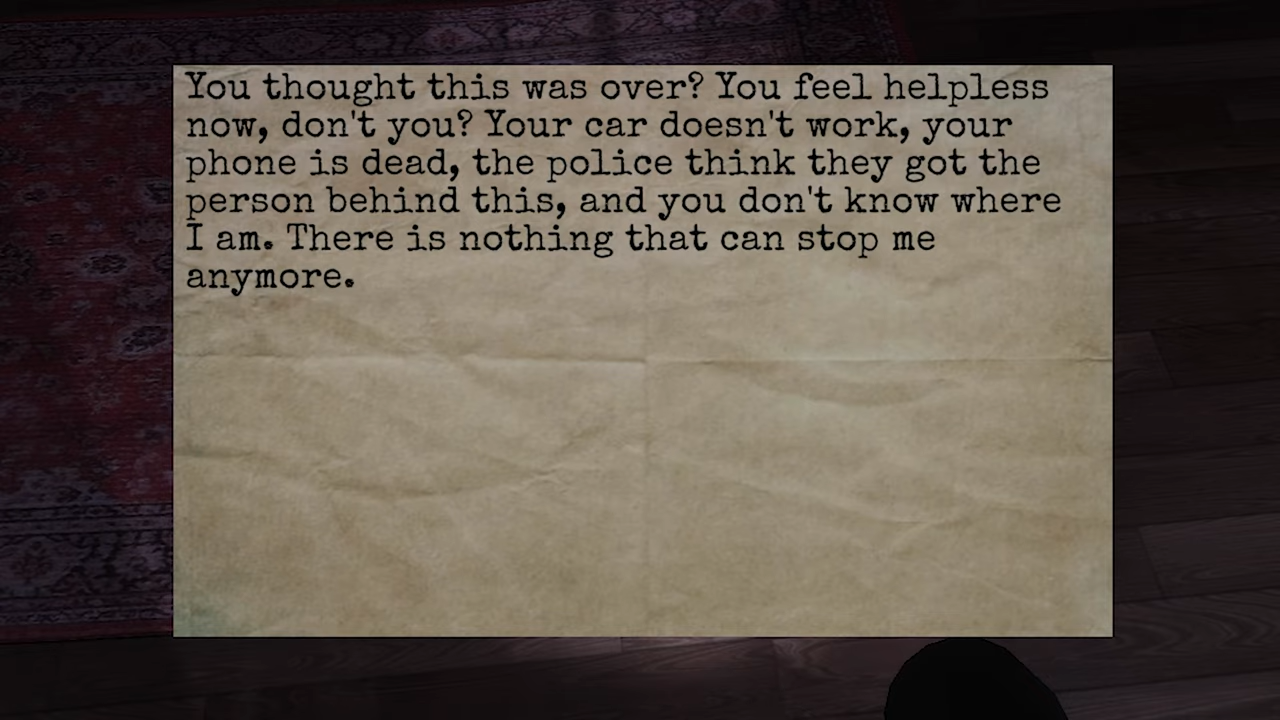 You thought this was over? You feel helpless
now, don't you? Your car doesn't work, your
phone is dead, the police think they got the
person behind this, and you don't know where
I am. There is nothing that can stop me
anymore.